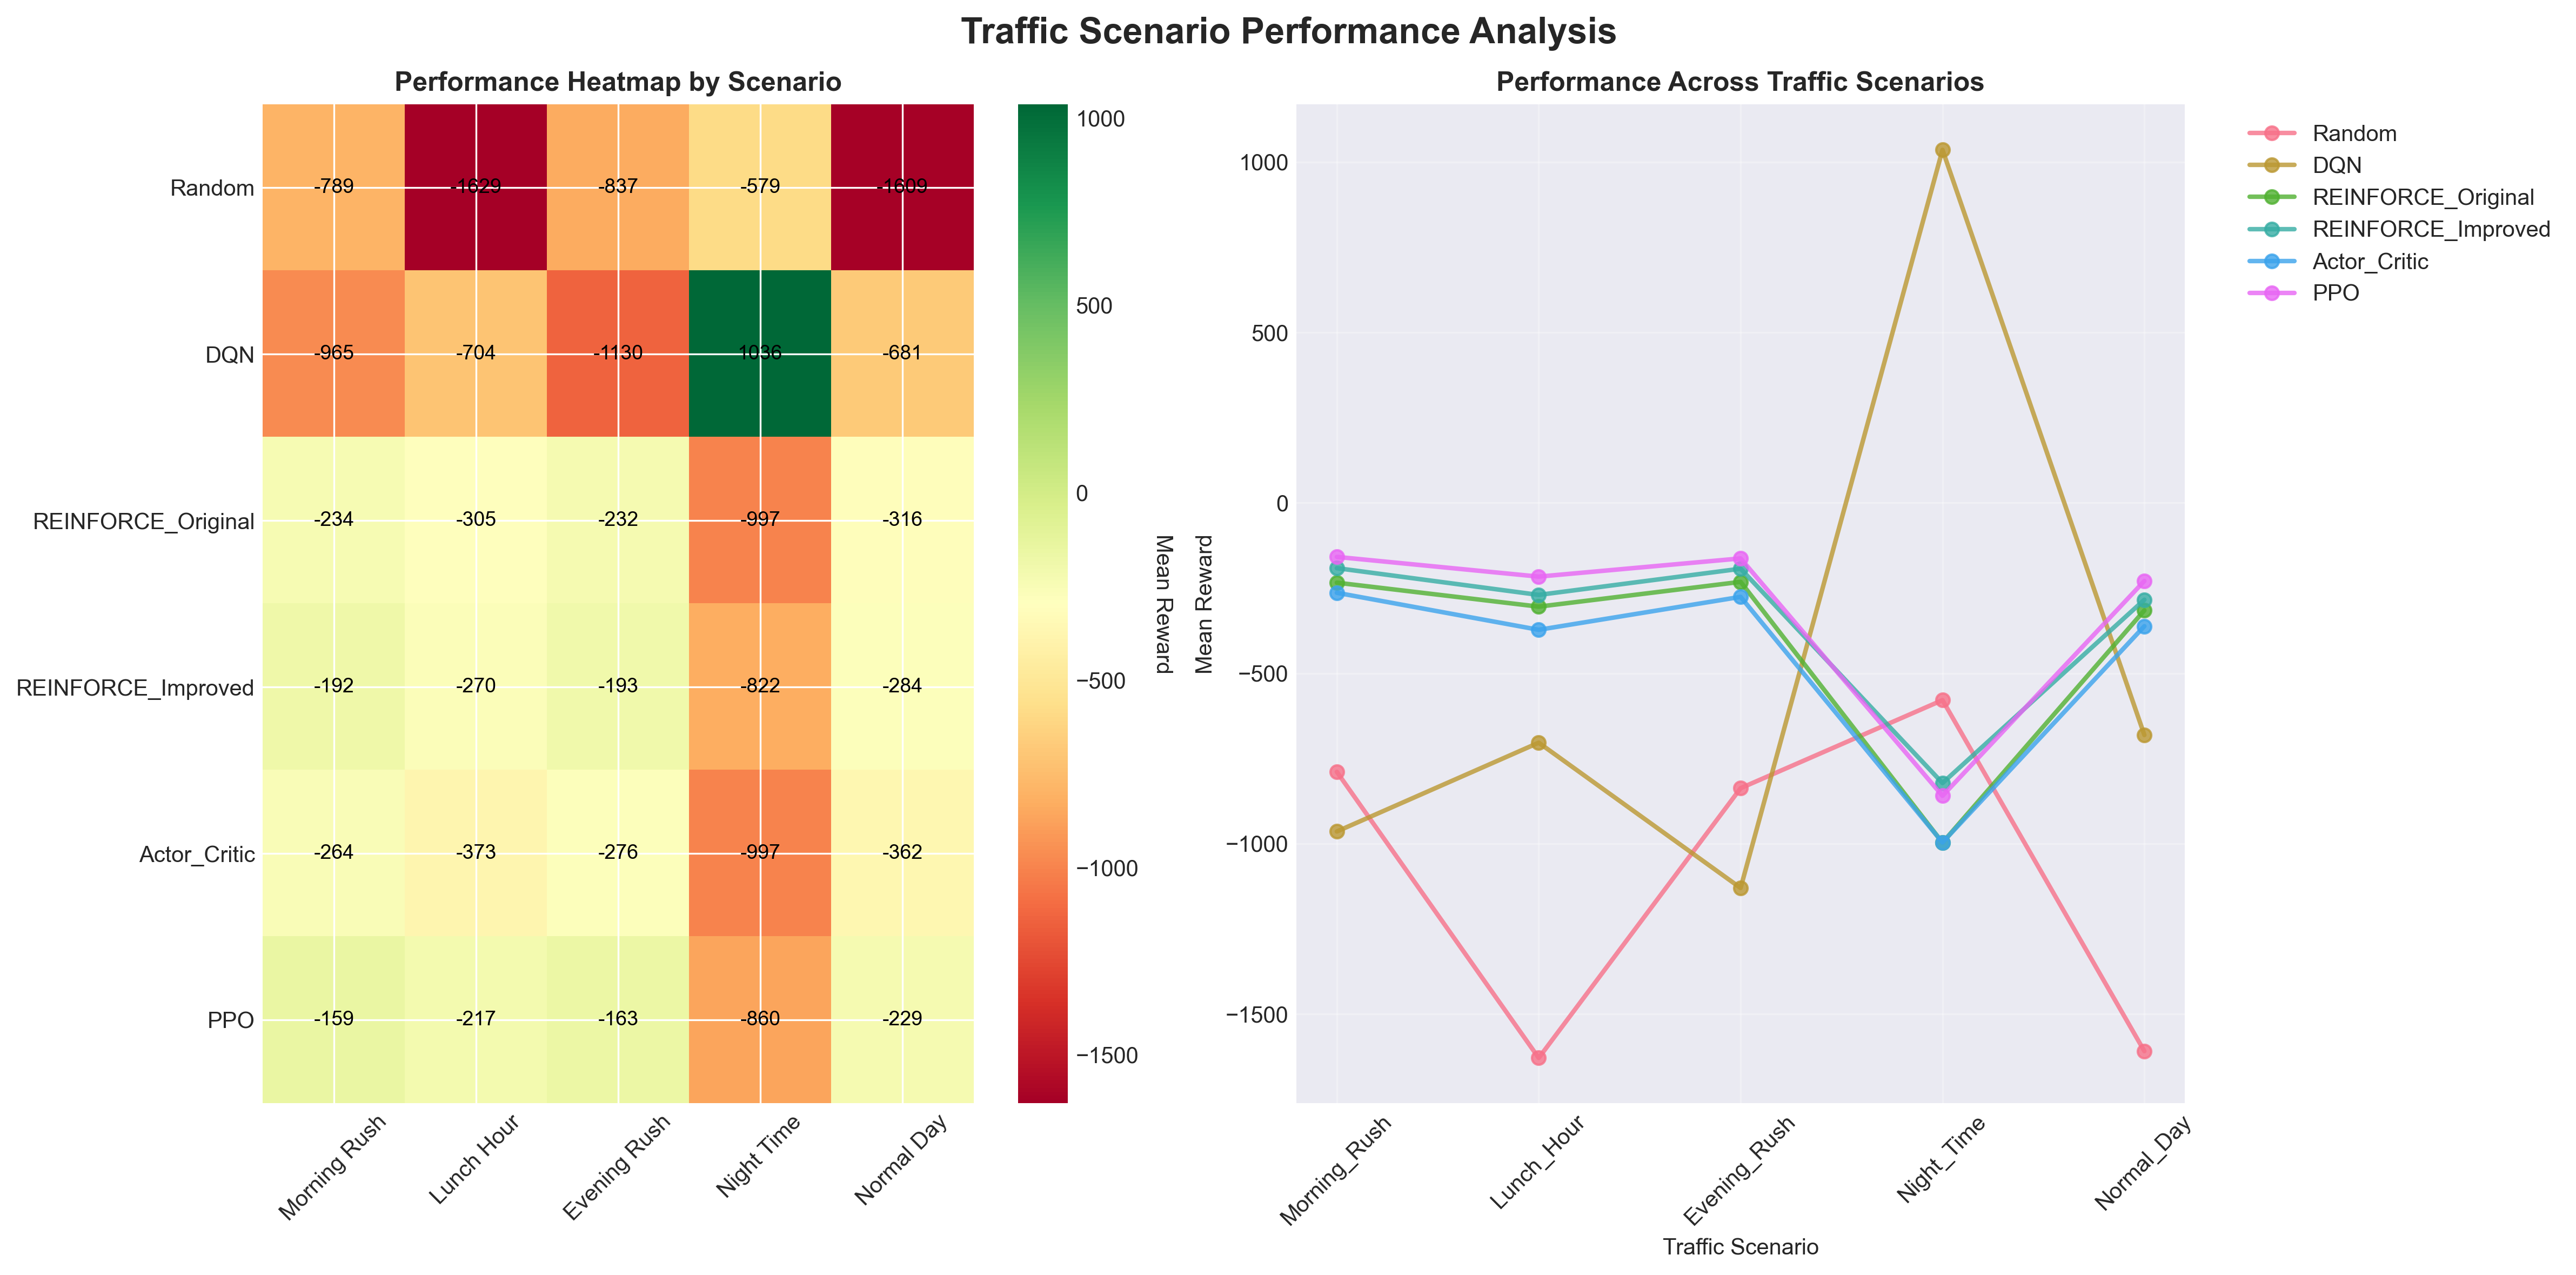 Traffic Scenario Performance Analysis
Performance Heatmap by Scenario
Random
-789 -1629 -837 -579 -1609
DQN
-965 -704 -1130 1036 -681
REINFORCE_Original
-234 -305 -232 -997 -316
REINFORCE_Improved
-192 -270 -193 -822 -284
Actor_Critic
-264 -373 -276 -997 -362
PPO
-159 -217 -163 -860 -229
Morning Rush
Lunch Hour
Evening Rush
Night Time
Normal Day
1000
500
0
−500
−1000
−1500
Mean Reward
Performance Across Traffic Scenarios
Mean Reward
1000
500
0
−500
−1000
−1500
Morning_Rush
Lunch_Hour
Evening_Rush
Night_Time
Normal_Day
Traffic Scenario
Random
DQN
REINFORCE_Original
REINFORCE_Improved
Actor_Critic
PPO